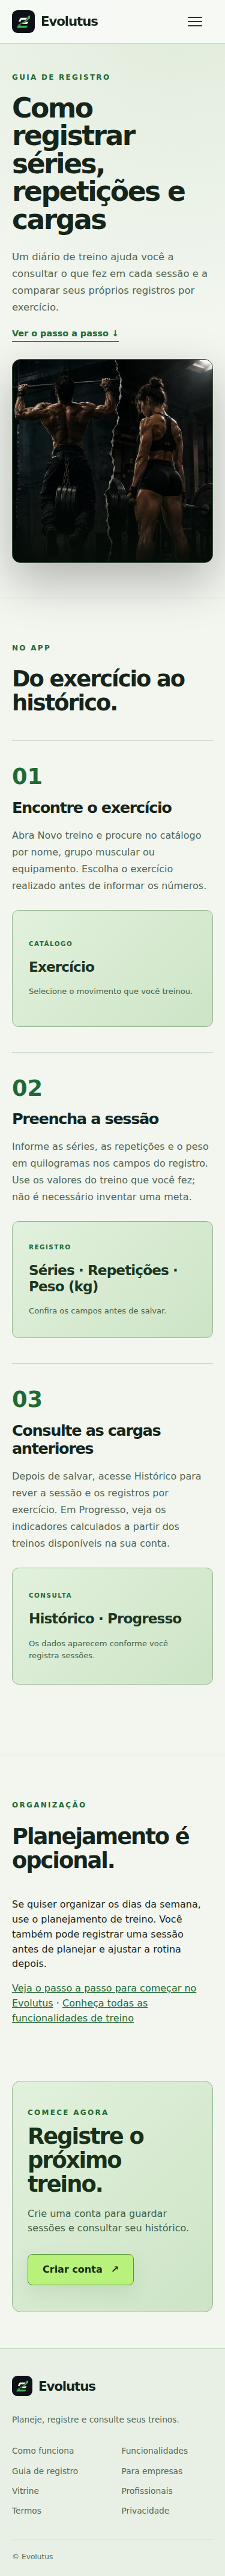 Evolutus
GUIA DE REGISTRO
Como
registrar
séries,
repetições e
cargas
Um diário de treino ajuda você a
consultar o que fez em cada sessão e a
comparar seus próprios registros por
exercício.
Ver o passo a passo ↓
NO APP
Do exercício ao
histórico.
01
Encontre o exercício
Abra Novo treino e procure no catálogo
por nome, grupo muscular ou
equipamento. Escolha o exercício
realizado antes de informar os números.
CATÁLOGO
Exercício
Selecione o movimento que você treinou.
02
Preencha a sessão
Informe as séries, as repetições e o peso
em quilogramas nos campos do registro.
Use os valores do treino que você fez;
não é necessário inventar uma meta.
REGISTRO
Séries · Repetições ·
Peso (kg)
Confira os campos antes de salvar.
03
Consulte as cargas
anteriores
Depois de salvar, acesse Histórico para
rever a sessão e os registros por
exercício. Em Progresso, veja os
indicadores calculados a partir dos
treinos disponíveis na sua conta.
CONSULTA
Histórico · Progresso
Os dados aparecem conforme você
registra sessões.
ORGANIZAÇÃO
Planejamento é
opcional.
Se quiser organizar os dias da semana,
use o planejamento de treino. Você
também pode registrar uma sessão
antes de planejar e ajustar a rotina
depois.
Veja o passo a passo para começar no
Evolutus · Conheça todas as
funcionalidades de treino
COMECE AGORA
Registre o
próximo
treino.
Crie uma conta para guardar
sessões e consultar seu histórico.
Criar conta ↗
Evolutus
Planeje, registre e consulte seus treinos.
Como funciona
Funcionalidades
Guia de registro
Para empresas
Vitrine
Profissionais
Termos
Privacidade
© Evolutus